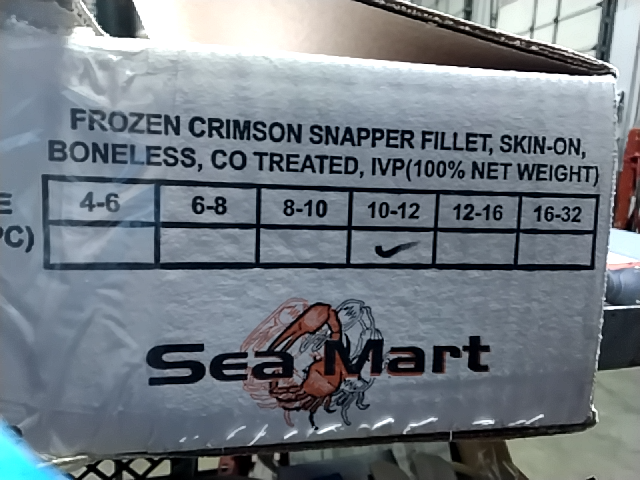 FROZEN CRIMSON SNAPPER FILLET, SKIN-ON,
BONELESS, CO TREATED, IVP(100% NET WEIGHT)
E 4-6 6-8 8-10 10-12 12-16 16-32
PC)
Sea Mart